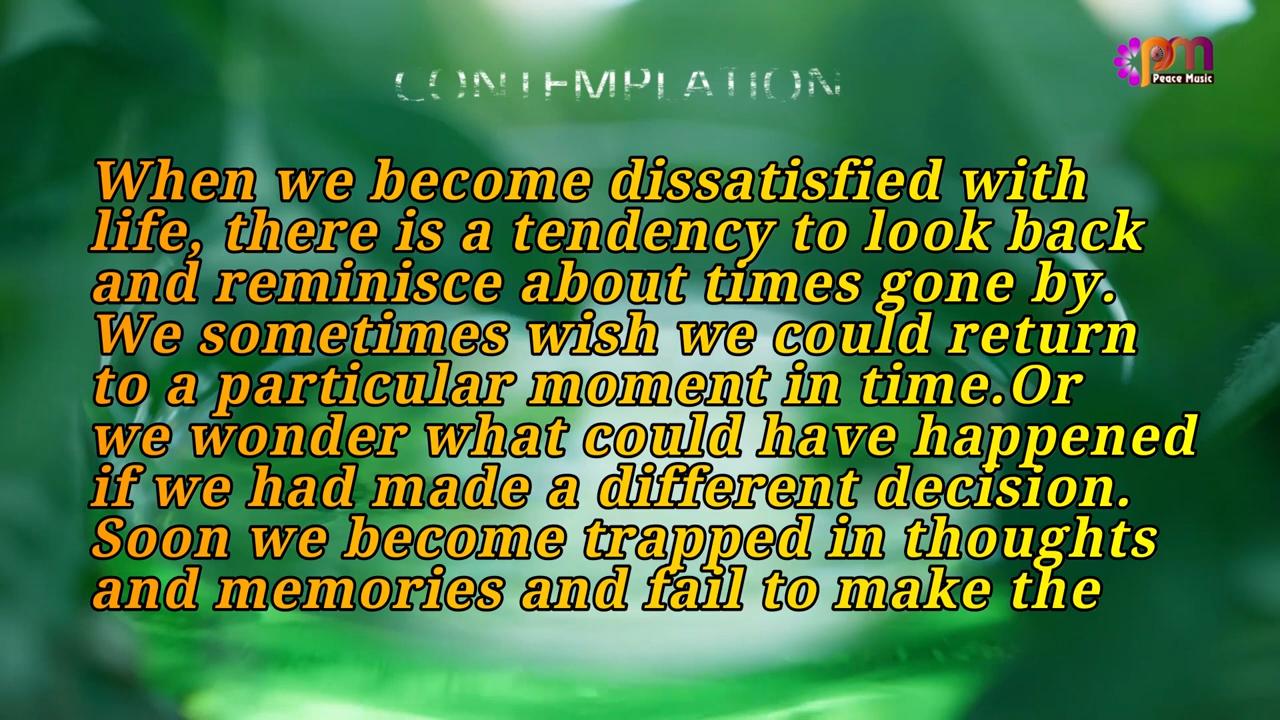 CONTEMPLATION
pm
Peace Music
When we become dissatisfied with
life, there is a tendency to look back
and reminisce about times gone by.
We sometimes wish we could return
to a particular moment in time.Or
we wonder what could have happened
if we had made a different decision.
Soon we become trapped in thoughts
and memories and fail to make the